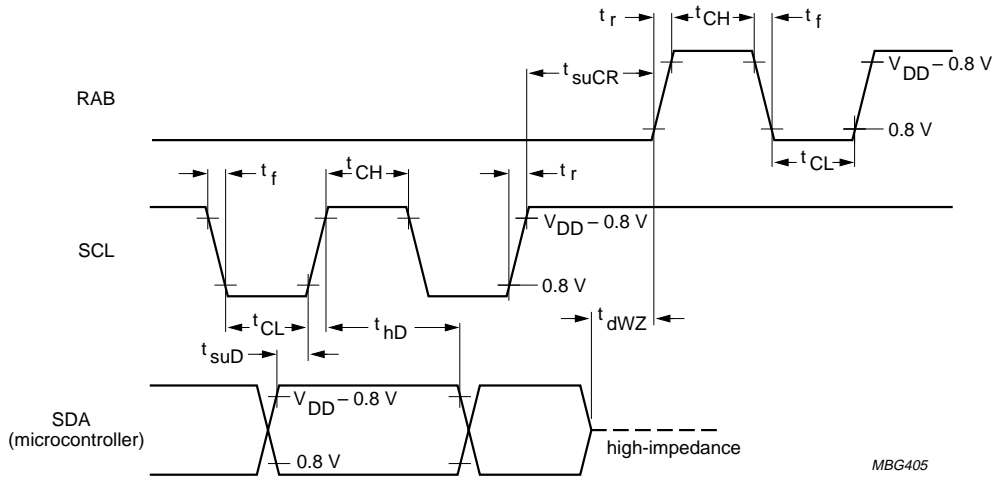 t r
t CH
t f
t suCR
V DD – 0.8 V
RAB
0.8 V
t CL
t f
t CH
t r
V DD – 0.8 V
SCL
0.8 V
t CL
t hD
t dWZ
t suD
V DD – 0.8 V
SDA
(microcontroller)
high-impedance
0.8 V
MBG405